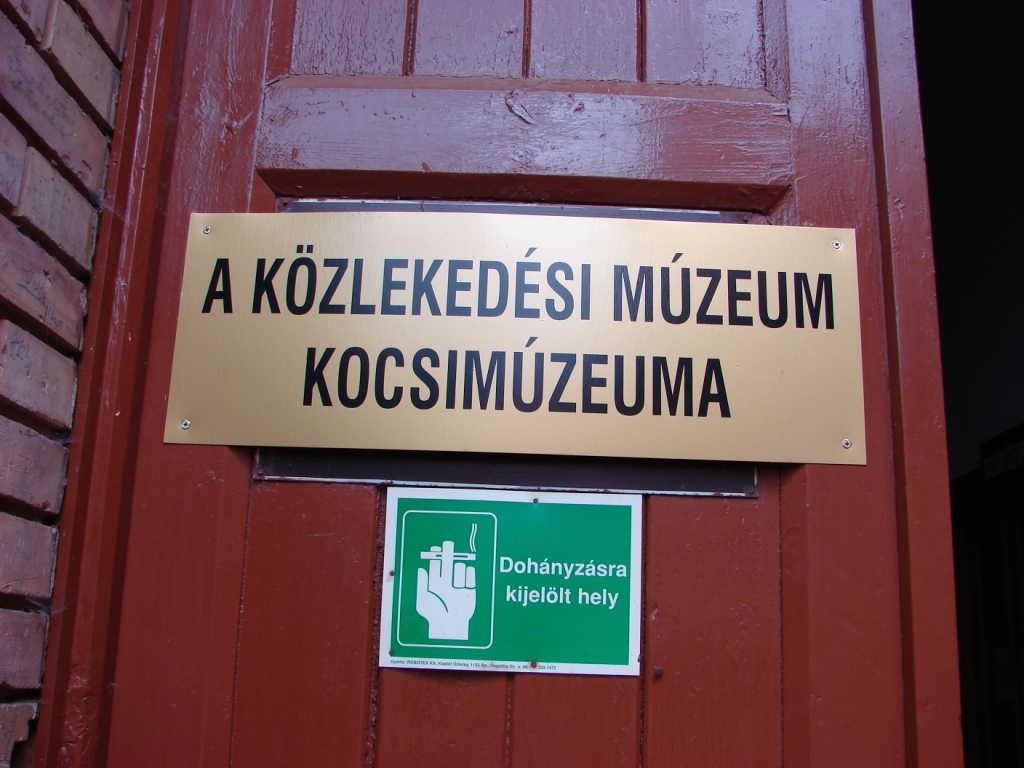 A KÖZLEKEDÉSI MÚZEUM
KOCSIMÚZEUMA
Dohányzásra
kijelölt hely